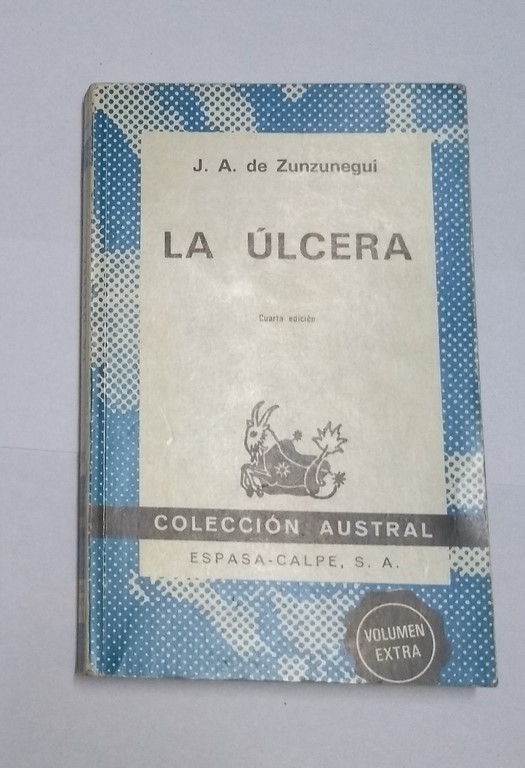 J. A. de Zunzunegui
LA ÚLCERA
Cuarta edición
COLECCIÓN AUSTRAL
ESPASA-CALPE, S. A.
VOLUMEN
EXTRA